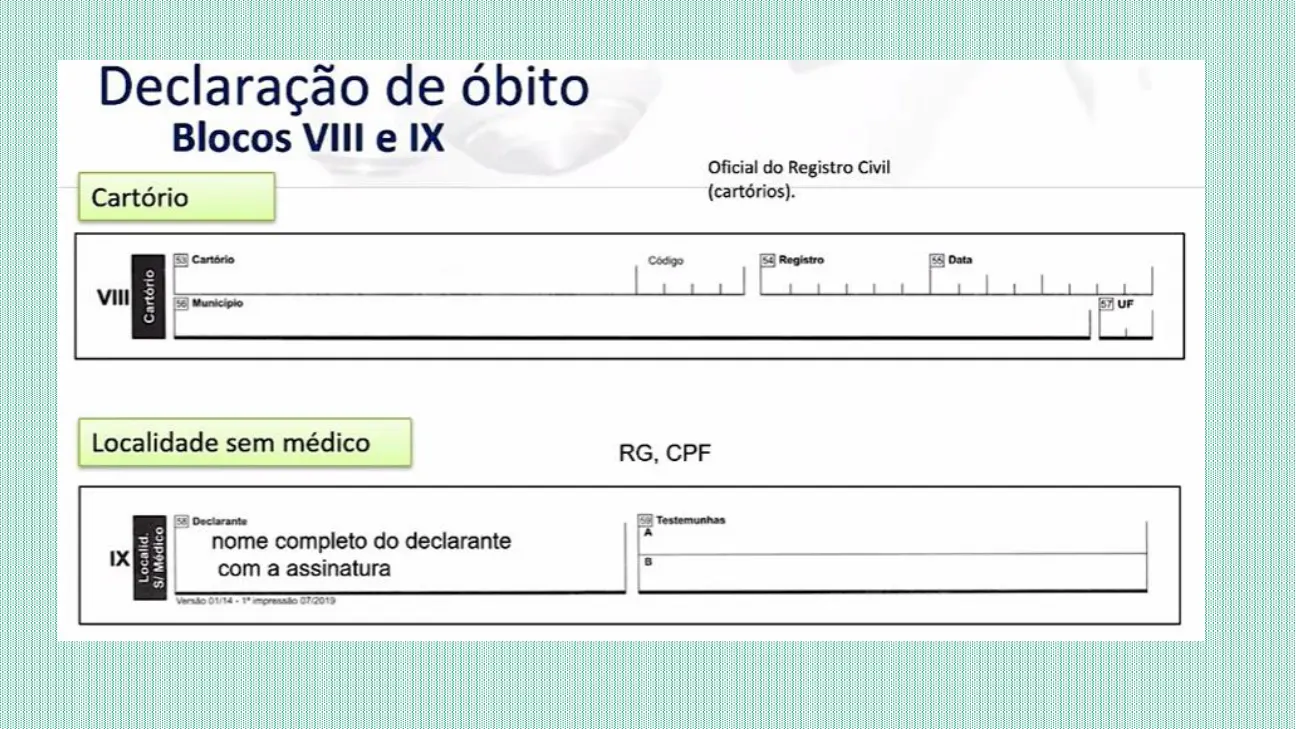 Declaração de óbito
Blocos VIII e IX
Oficial do Registro Civil
(cartórios).
Cartório
VIII
Cartório
53 Cartório
Código
54 Registro
55 Data
56 Município
57 UF
Localidade sem médico
RG, CPF
IX
Localid.
S/ Médico
58 Declarante
nome completo do declarante
com a assinatura
59 Testemunhas
A
B
Versão 01/14 - 1ª impressão 07/2019